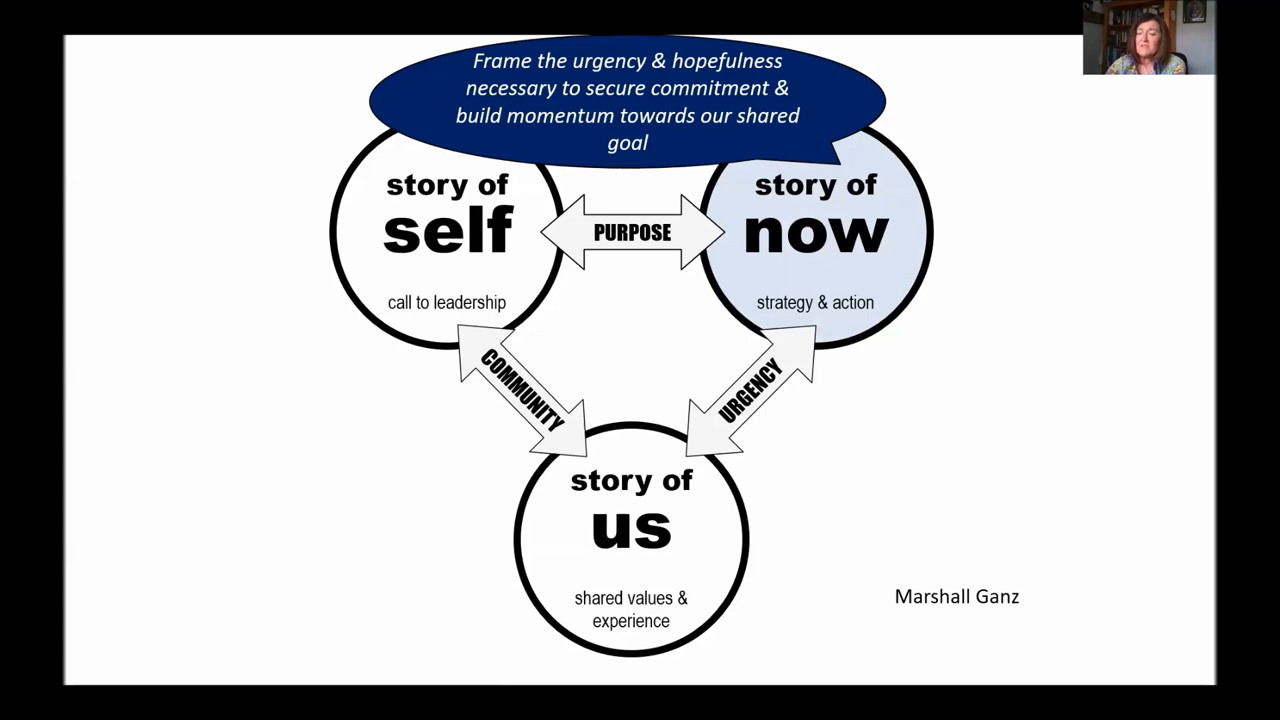 Frame the urgency & hopefulness
necessary to secure commitment &
build momentum towards our shared
goal
story of
self
call to leadership
PURPOSE
story of
now
strategy & action
COMMUNITY
URGENCY
story of
us
shared values &
experience
Marshall Ganz